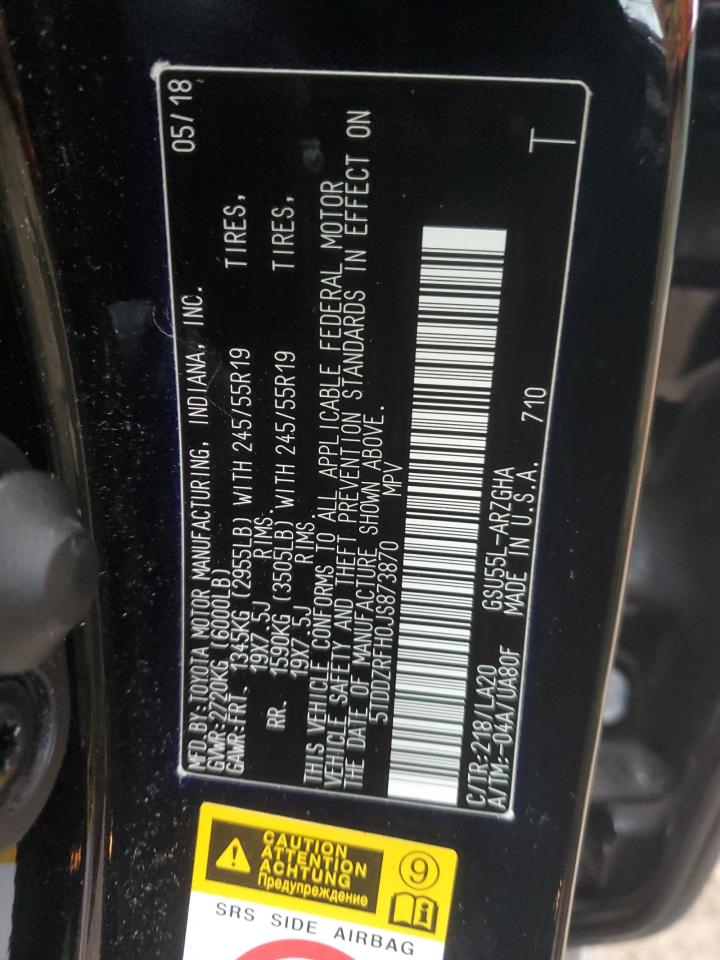 MFD.BY:TOYOTA MOTOR MANUFACTURING, INDIANA, INC. 05/18
GVWR:2720KG (6000LB)
GAWR:FRT. 1345KG (2955LB) WITH 245/55R19 TIRES,
19X7.5J RIMS.
RR. 1590KG (3505LB) WITH 245/55R19 TIRES,
19X7.5J RIMS.
THIS VEHICLE CONFORMS TO ALL APPLICABLE FEDERAL MOTOR
VEHICLE SAFETY AND THEFT PREVENTION STANDARDS IN EFFECT ON
THE DATE OF MANUFACTURE SHOWN ABOVE.
5TDDZRFH0JS873870 MPV
C/TR:218/LA20 GSU55L-ARZGHA
A/TM:-04A/UA80F MADE IN U.S.A. 710
T
CAUTION
ATTENTION
ACHTUNG
Предупреждение
9
i
SRS SIDE AIRBAG